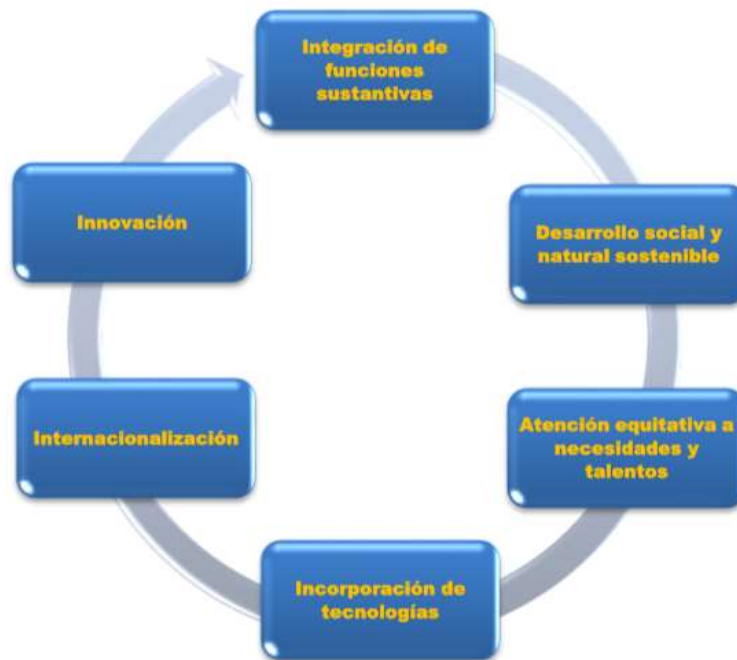 Integración de
funciones
sustantivas
Desarrollo social y
natural sostenible
Atención equitativa a
necesidades y
talentos
Incorporación de
tecnologías
Internacionalización
Innovación